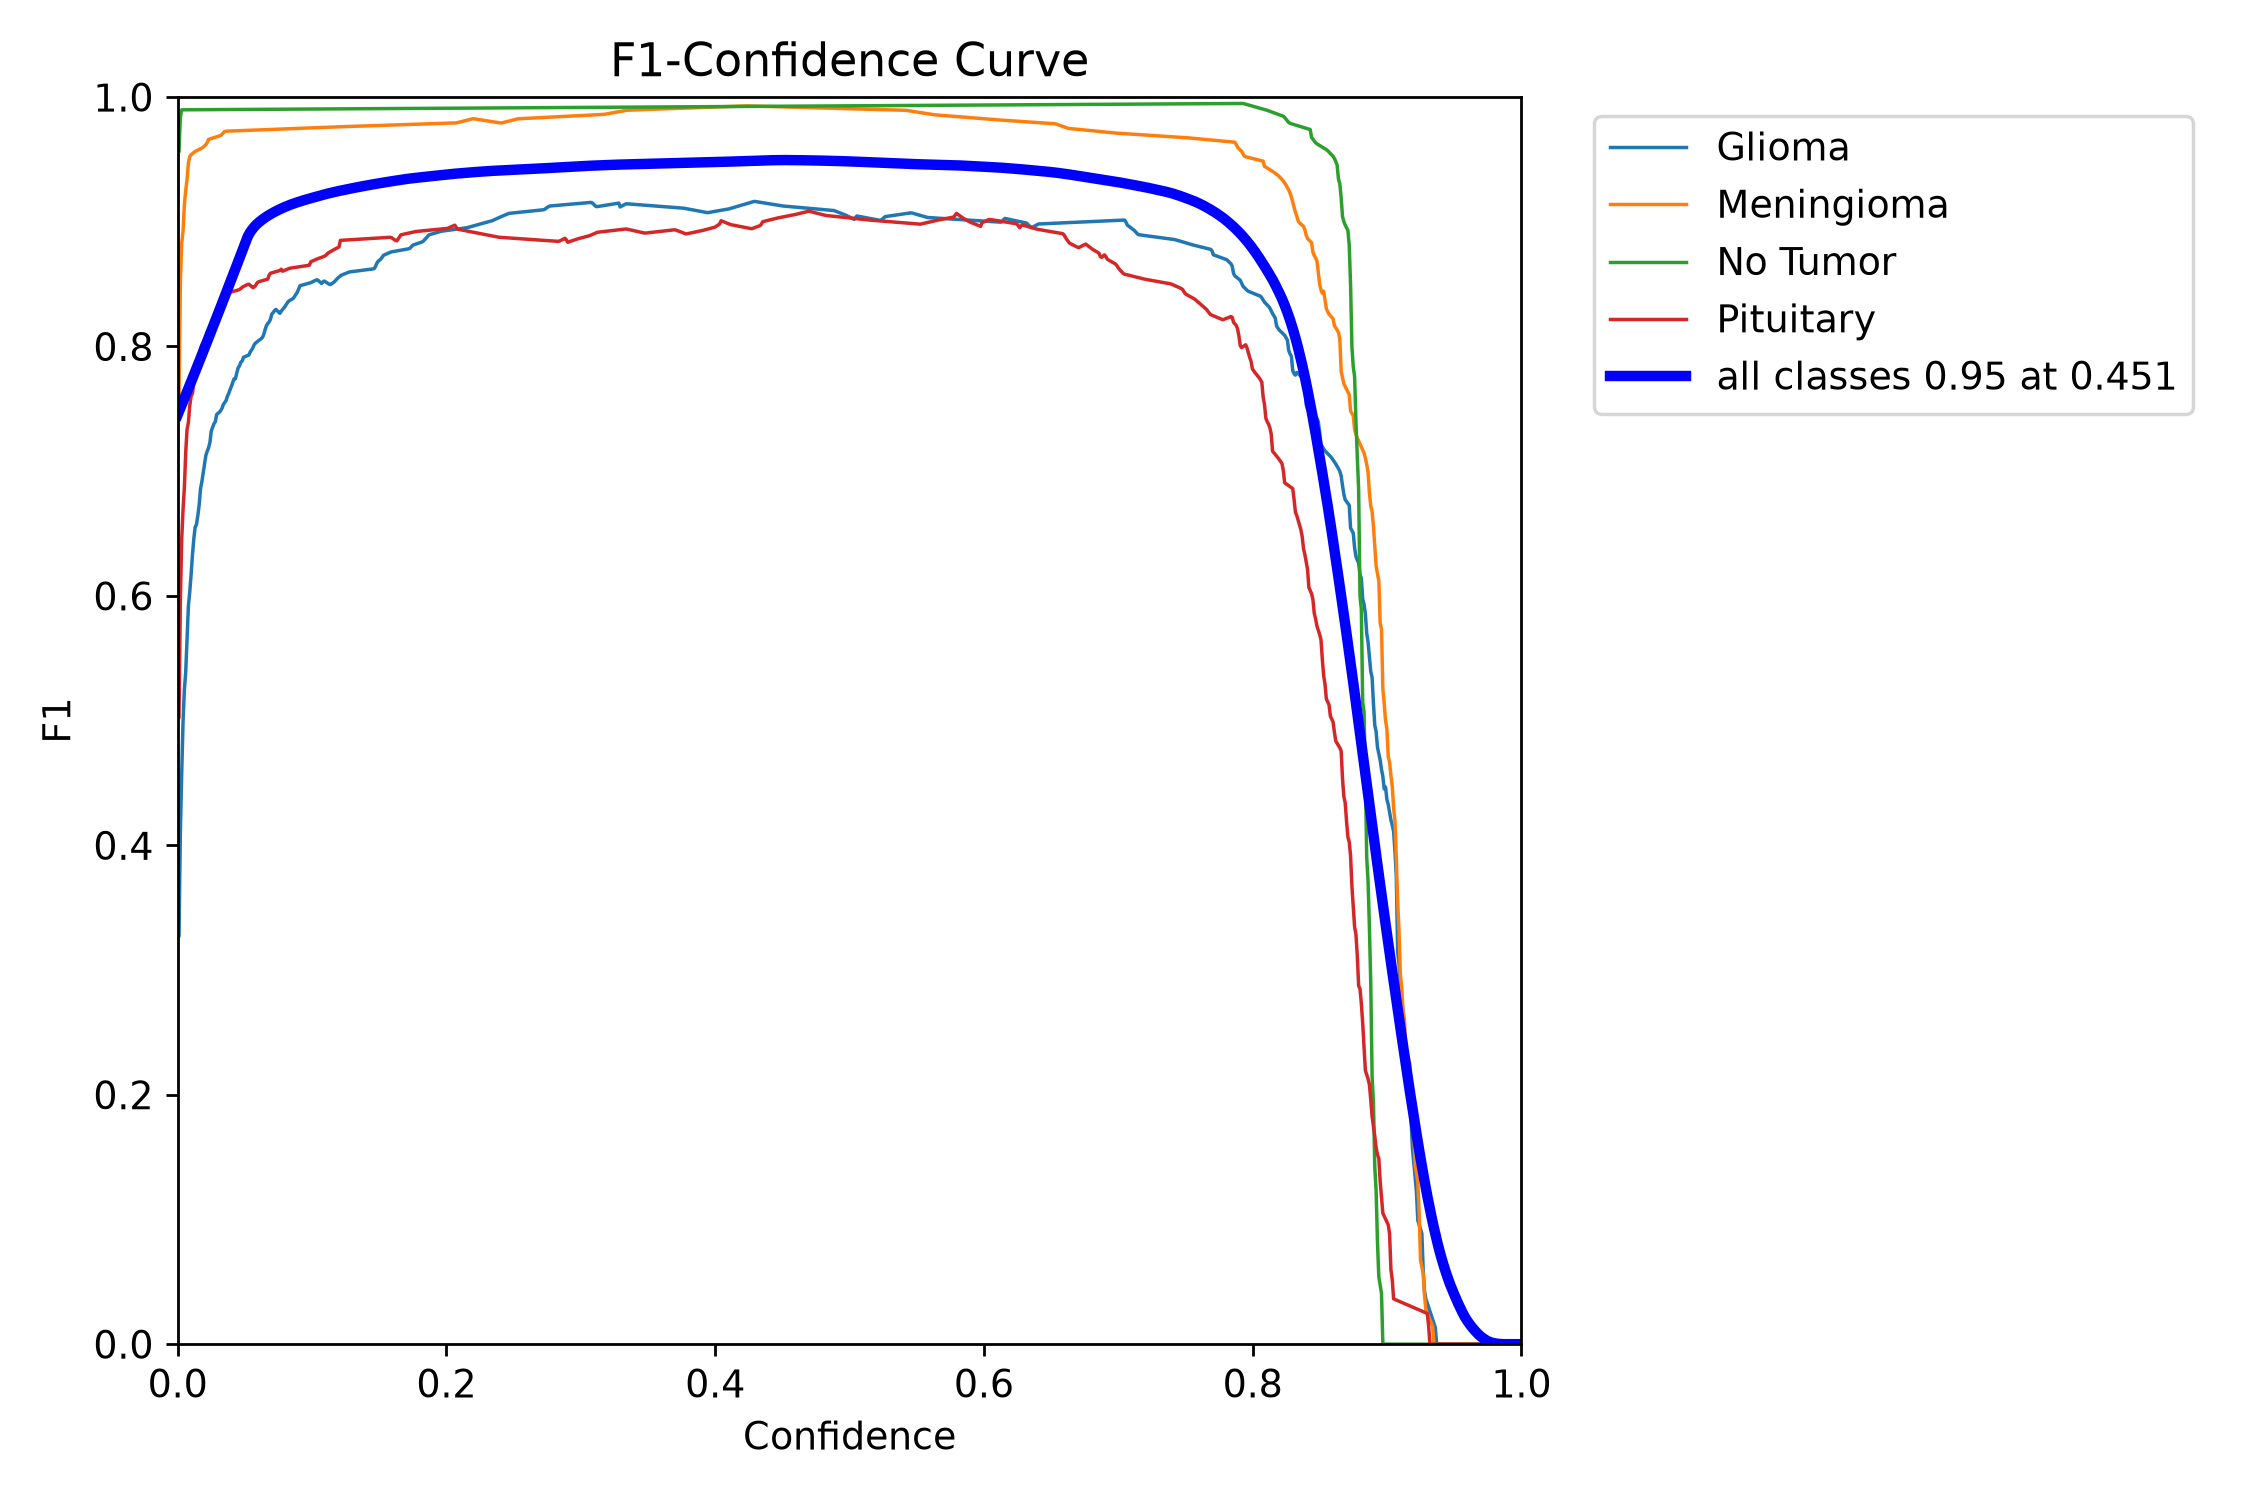 F1-Confidence Curve
1.0
0.8
0.6
0.4
0.2
0.0
F1
0.0 0.2 0.4 0.6 0.8 1.0
Confidence
Glioma
Meningioma
No Tumor
Pituitary
all classes 0.95 at 0.451